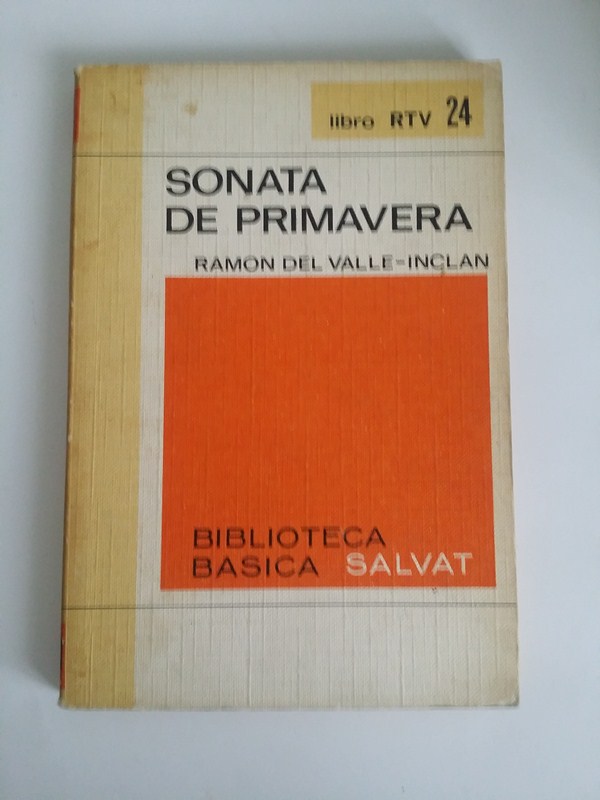 libro RTV 24
SONATA
DE PRIMAVERA
RAMON DEL VALLE=INCLAN
BIBLIOTECA
BASICA SALVAT